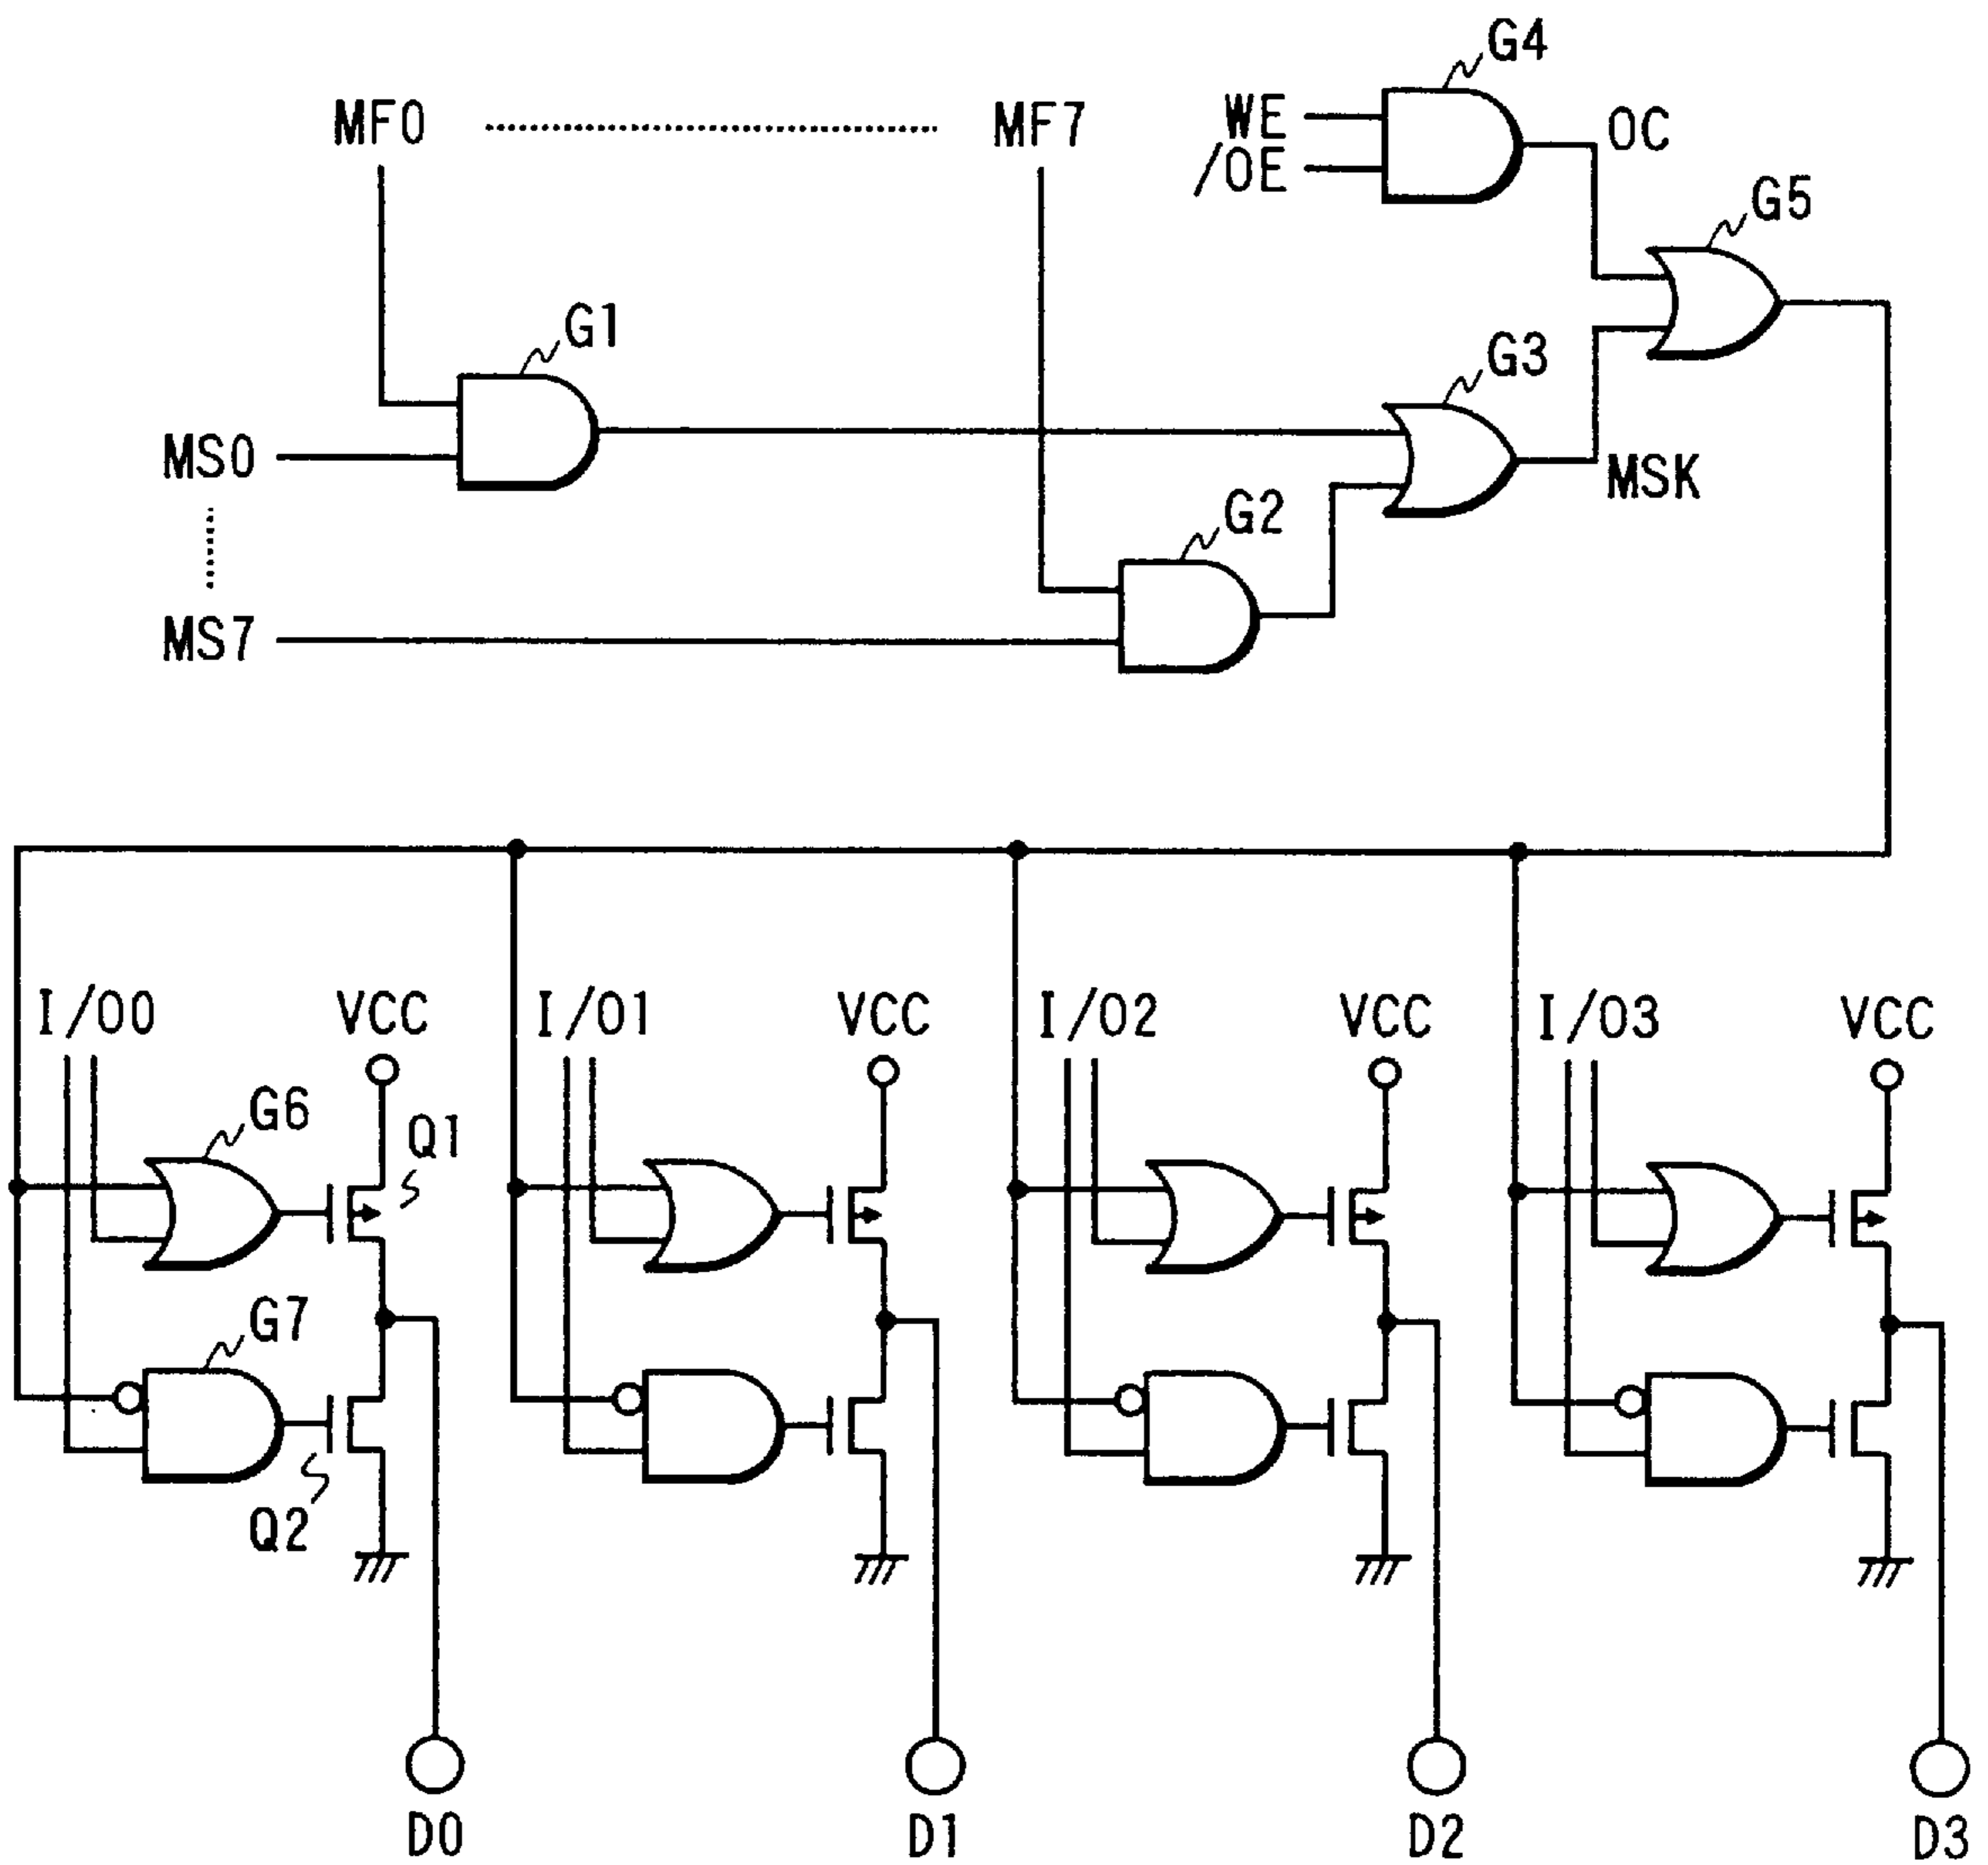 G4
MF0
MF7
WE
/OE
OC
G5
G1
G3
MS0
MSK
G2
MS7
I/O0
VCC
I/O1
VCC
I/O2
VCC
I/O3
VCC
G6
Q1
G7
Q2
D0
D1
D2
D3